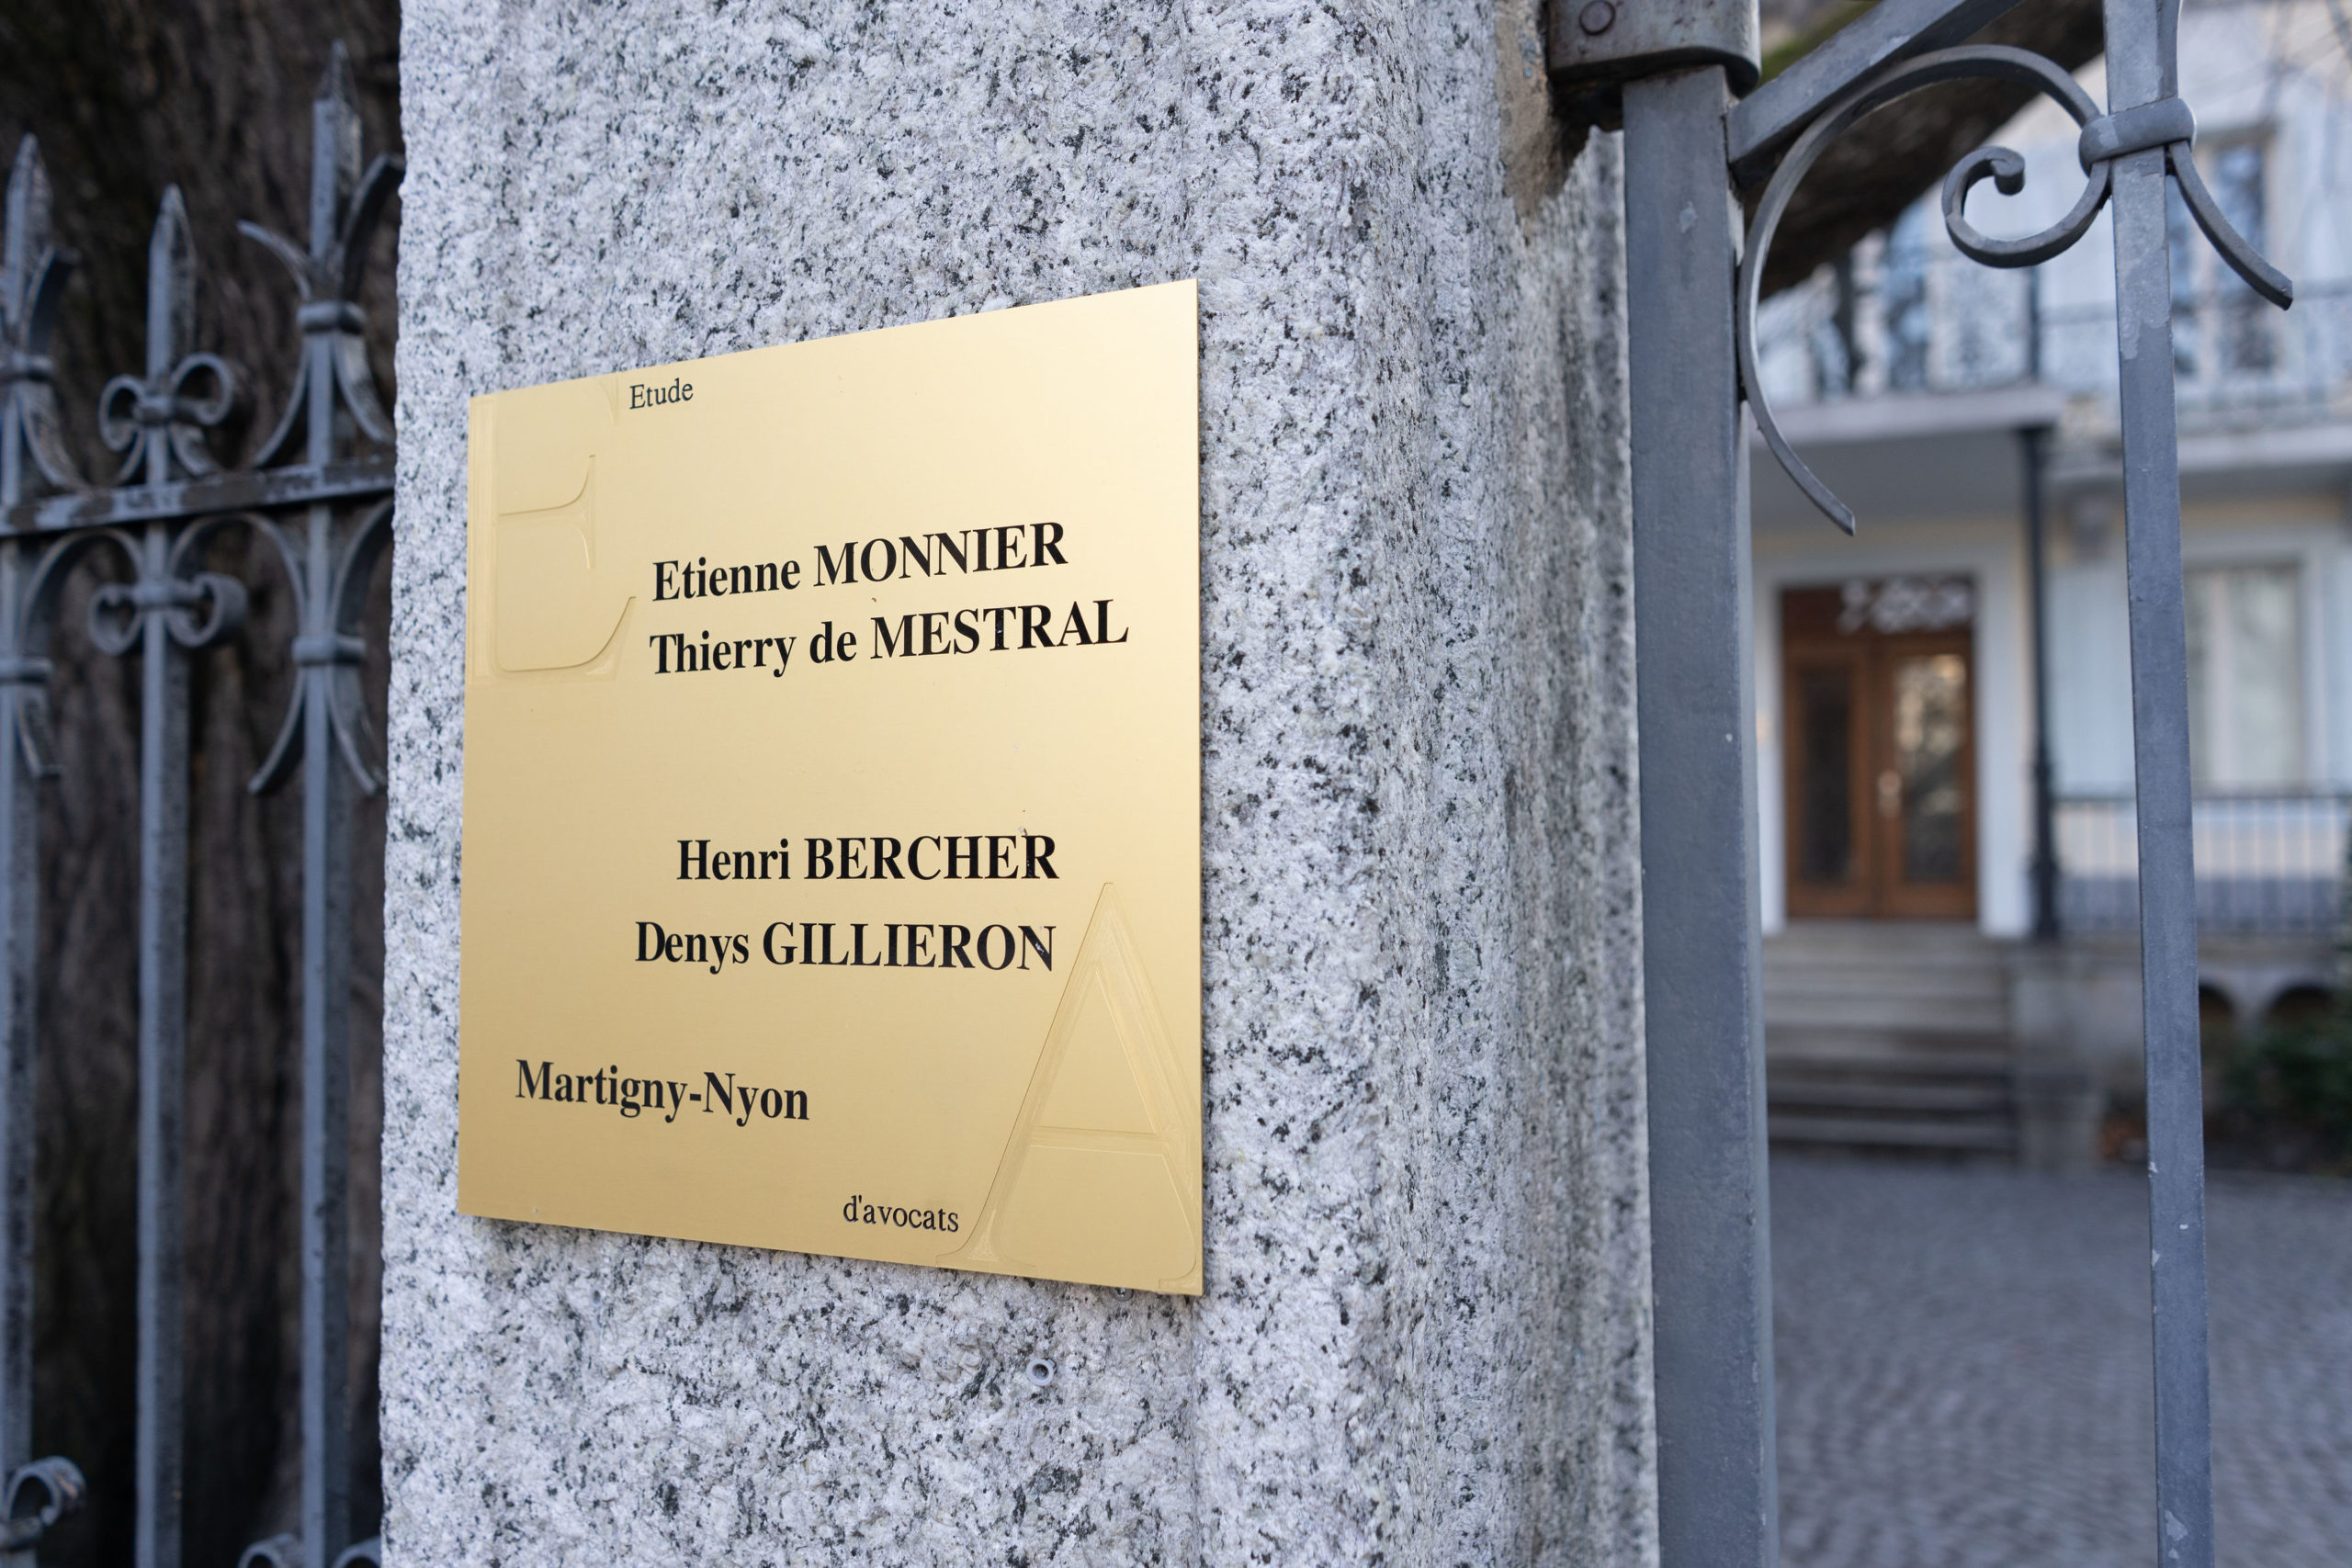 Etude
Etienne MONNIER
Thierry de MESTRAL
Henri BERCHER
Denys GILLIERON
Martigny-Nyon
d'avocats
E
A